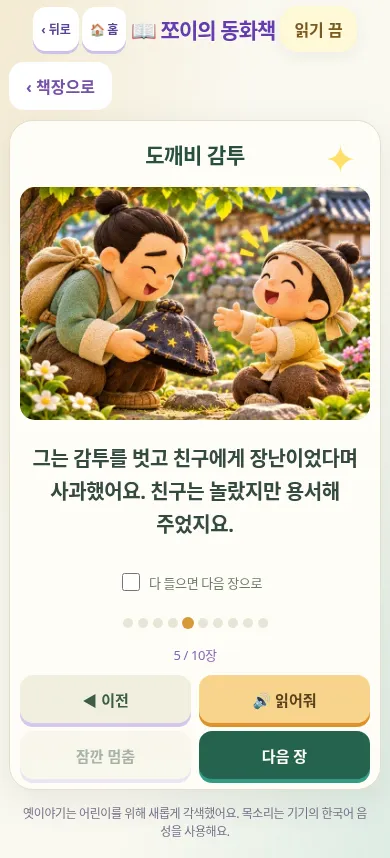 ‹ 뒤로
🏠 홈
📖 쪼이의 동화책
읽기 끔
‹ 책장으로
도깨비 감투
그는 감투를 벗고 친구에게 장난이었다며
사과했어요. 친구는 놀랐지만 용서해
주었지요.
다 들으면 다음 장으로
5 / 10장
◀ 이전
🔊 읽어줘
잠깐 멈춤
다음 장
옛이야기는 어린이를 위해 새롭게 각색했어요. 목소리는 기기의 한국어 음
성을 사용해요.